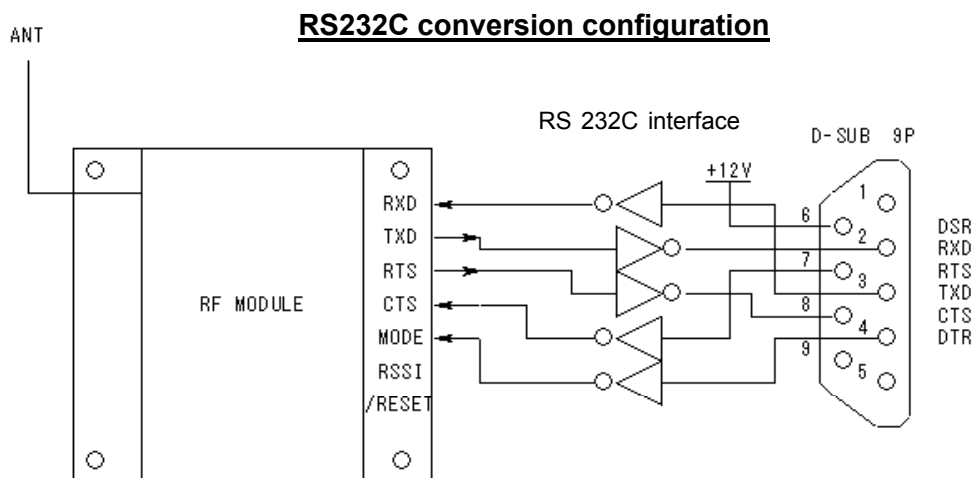 RS232C conversion configuration
ANT
RS 232C interface
D-SUB 9P
+12V
RXD
TXD
RTS
CTS
MODE
RSSI
/RESET
RF MODULE
1
6
2
7
3
8
4
9
5
DSR
RXD
RTS
TXD
CTS
DTR